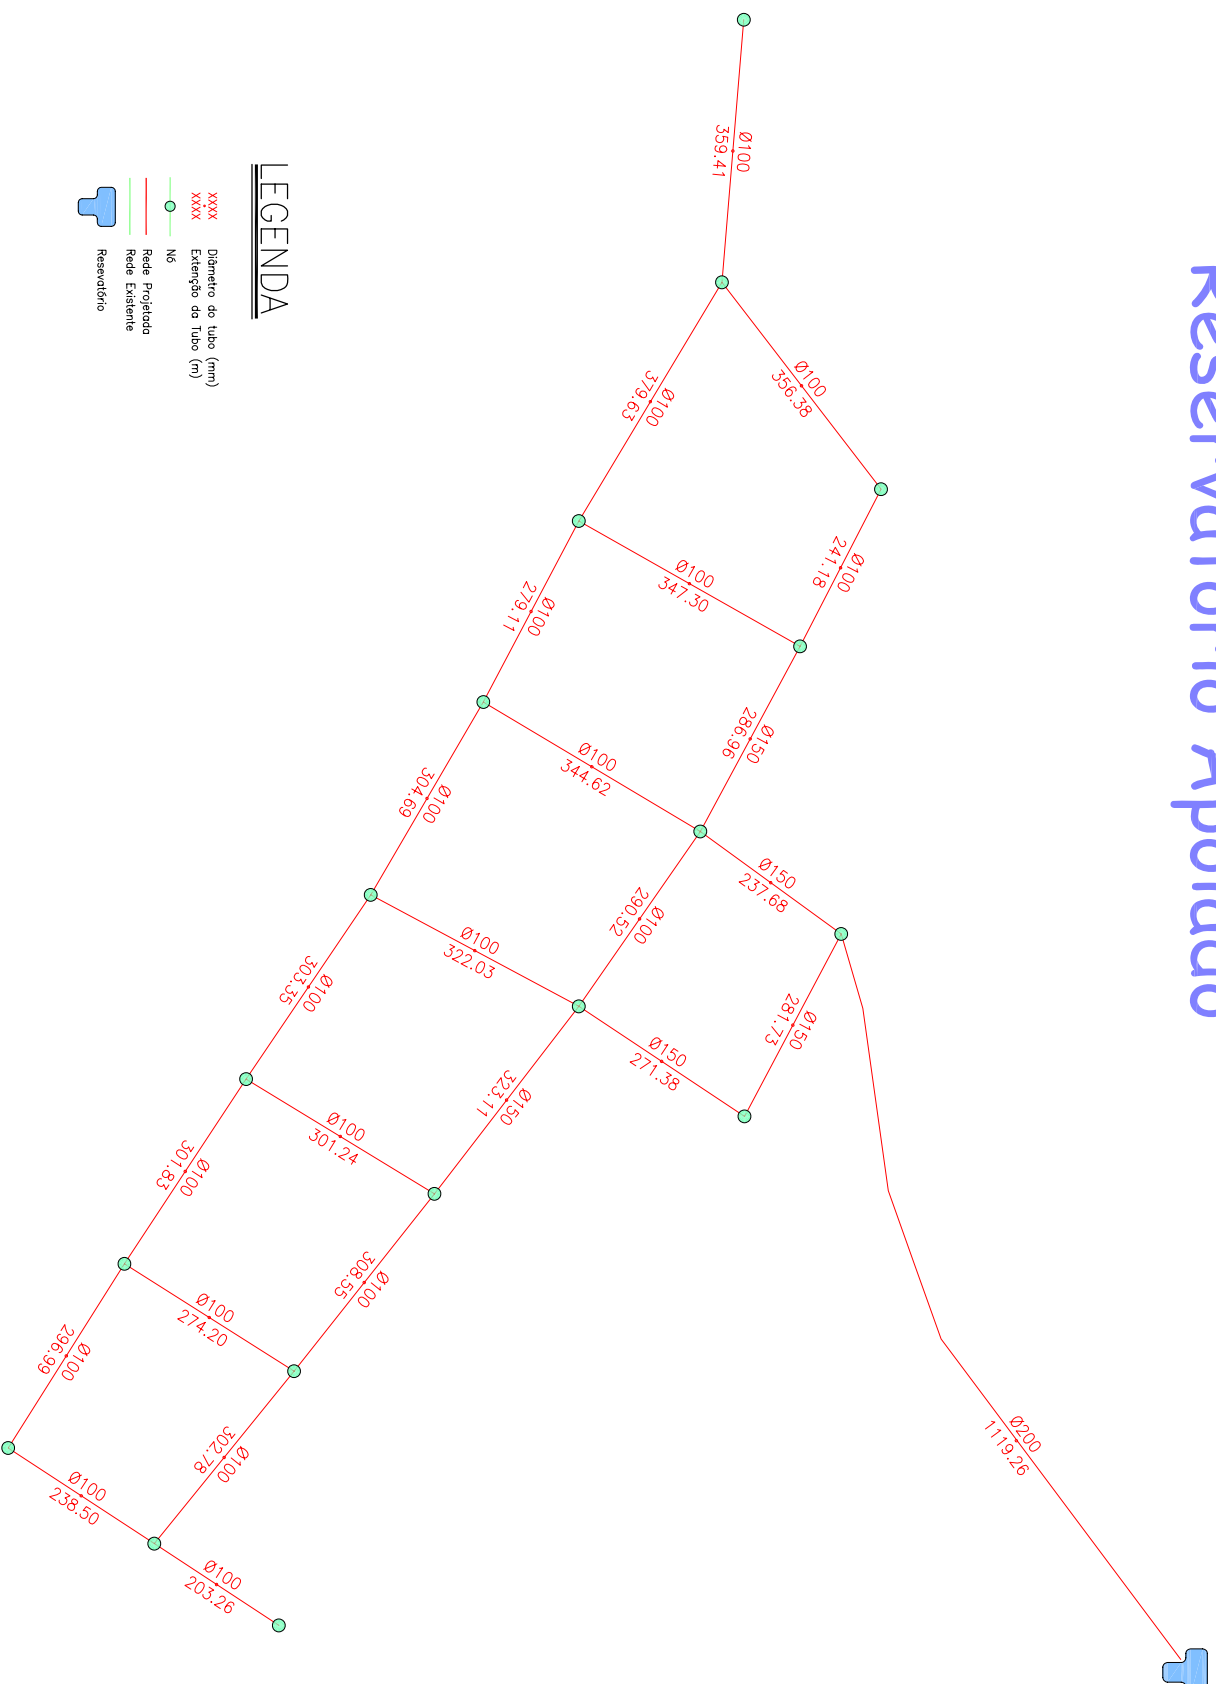 Reservatório Apoiado
LEGENDA
XXXX
XXXX
Diâmetro do tubo (mm)
Extenção da Tubo (m)
Nó
Rede Projetada
Rede Existente
Resevatório
Ø100
359.41
Ø100
356.38
Ø100
379.63
Ø100
241.18
Ø100
347.30
Ø100
279.11
Ø150
286.96
Ø100
344.62
Ø100
304.69
Ø150
237.68
Ø100
290.52
Ø100
322.03
Ø150
281.73
Ø100
303.35
Ø150
271.38
Ø150
323.11
Ø100
301.24
Ø100
301.83
Ø100
308.55
Ø100
274.20
Ø100
296.99
Ø200
1119.26
Ø100
302.78
Ø100
238.50
Ø100
203.26